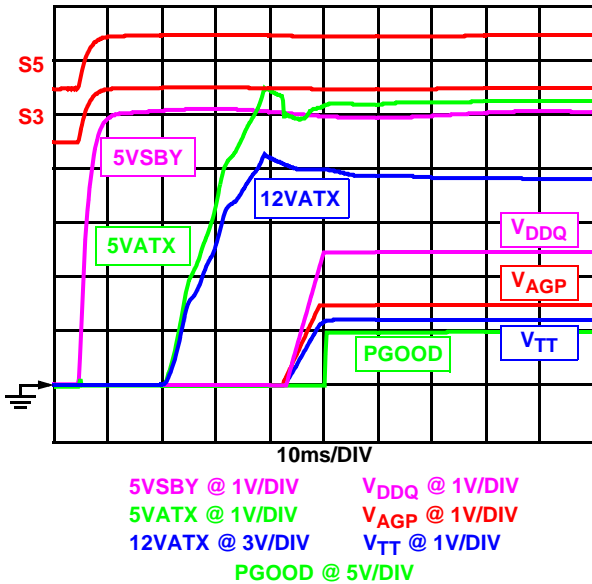 S5
S3
5VSBY
12VATX
5VATX
VDDQ
VAGP
VTT
PGOOD
10ms/DIV
5VSBY @ 1V/DIV VDDQ @ 1V/DIV
5VATX @ 1V/DIV VAGP @ 1V/DIV
12VATX @ 3V/DIV VTT @ 1V/DIV
PGOOD @ 5V/DIV